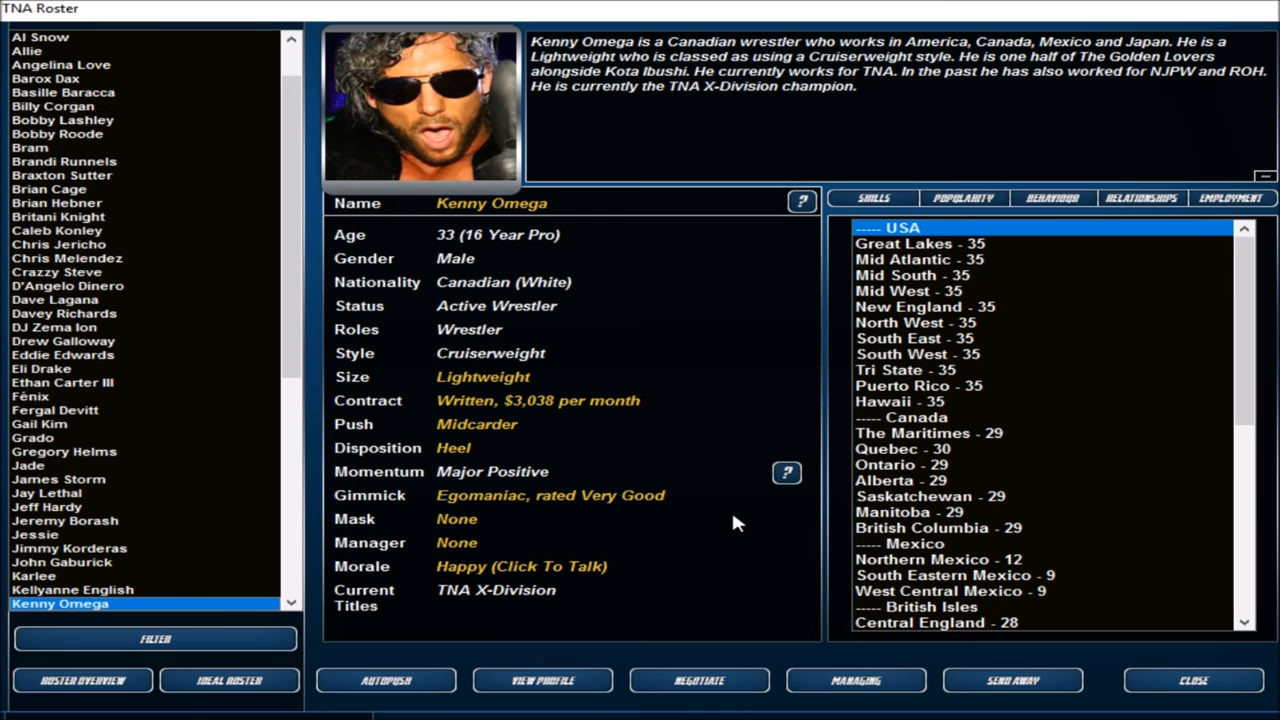 TNA Roster
Al Snow
Allie
Angelina Love
Barox Dax
Basille Baracca
Billy Corgan
Bobby Lashley
Bobby Roode
Bram
Brandi Runnels
Braxton Sutter
Brian Cage
Brian Hebner
Britani Knight
Caleb Konley
Chris Jericho
Chris Melendez
Crazzy Steve
D'Angelo Dinero
Dave Lagana
Davey Richards
DJ Zema Ion
Drew Galloway
Eddie Edwards
Eli Drake
Ethan Carter III
Fénix
Fergal Devitt
Gail Kim
Grado
Gregory Helms
Jade
James Storm
Jay Lethal
Jeff Hardy
Jeremy Borash
Jessie
Jimmy Korderas
John Gaburick
Karlee
Kellyanne English
Kenny Omega
FILTER
ROSTER OVERVIEW
IDEAL ROSTER
Kenny Omega is a Canadian wrestler who works in America, Canada, Mexico and Japan. He is a
Lightweight who is classed as using a Cruiserweight style. He is one half of The Golden Lovers
alongside Kota Ibushi. He currently works for TNA. In the past he has also worked for NJPW and ROH.
He is currently the TNA X-Division champion.
...
Name Kenny Omega ?
Age 33 (16 Year Pro)
Gender Male
Nationality Canadian (White)
Status Active Wrestler
Roles Wrestler
Style Cruiserweight
Size Lightweight
Contract Written, $3,038 per month
Push Midcarder
Disposition Heel
Momentum Major Positive ?
Gimmick Egomaniac, rated Very Good
Mask None
Manager None
Morale Happy (Click To Talk)
Current TNA X-Division
Titles
SKILLS POPULARITY BEHAVIOUR RELATIONSHIPS EMPLOYMENT
----- USA
Great Lakes - 35
Mid Atlantic - 35
Mid South - 35
Mid West - 35
New England - 35
North West - 35
South East - 35
South West - 35
Tri State - 35
Puerto Rico - 35
Hawaii - 35
----- Canada
The Maritimes - 29
Quebec - 30
Ontario - 29
Alberta - 29
Saskatchewan - 29
Manitoba - 29
British Columbia - 29
----- Mexico
Northern Mexico - 12
South Eastern Mexico - 9
West Central Mexico - 9
----- British Isles
Central England - 28
AUTOPUSH VIEW PROFILE NEGOTIATE MANAGING SEND AWAY CLOSE